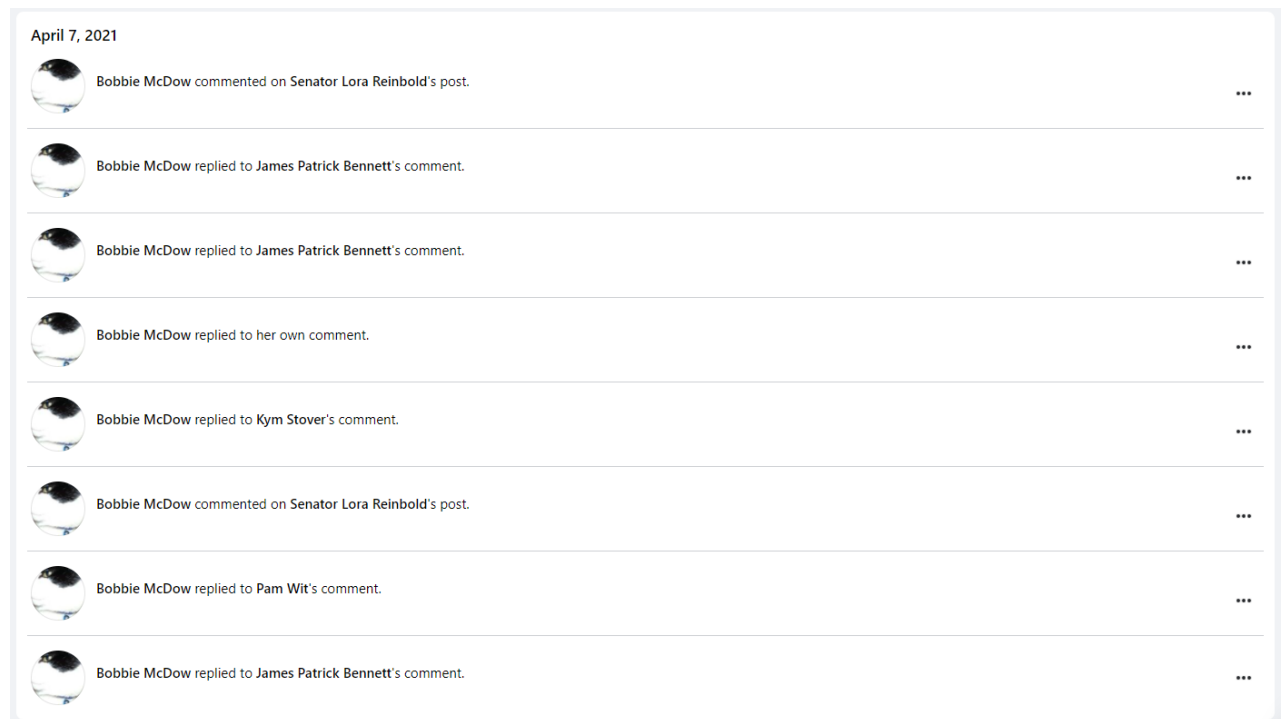 April 7, 2021
Bobbie McDow commented on Senator Lora Reinbold's post.
Bobbie McDow replied to James Patrick Bennett's comment.
Bobbie McDow replied to James Patrick Bennett's comment.
Bobbie McDow replied to her own comment.
Bobbie McDow replied to Kym Stover's comment.
Bobbie McDow commented on Senator Lora Reinbold's post.
Bobbie McDow replied to Pam Wit's comment.
Bobbie McDow replied to James Patrick Bennett's comment.